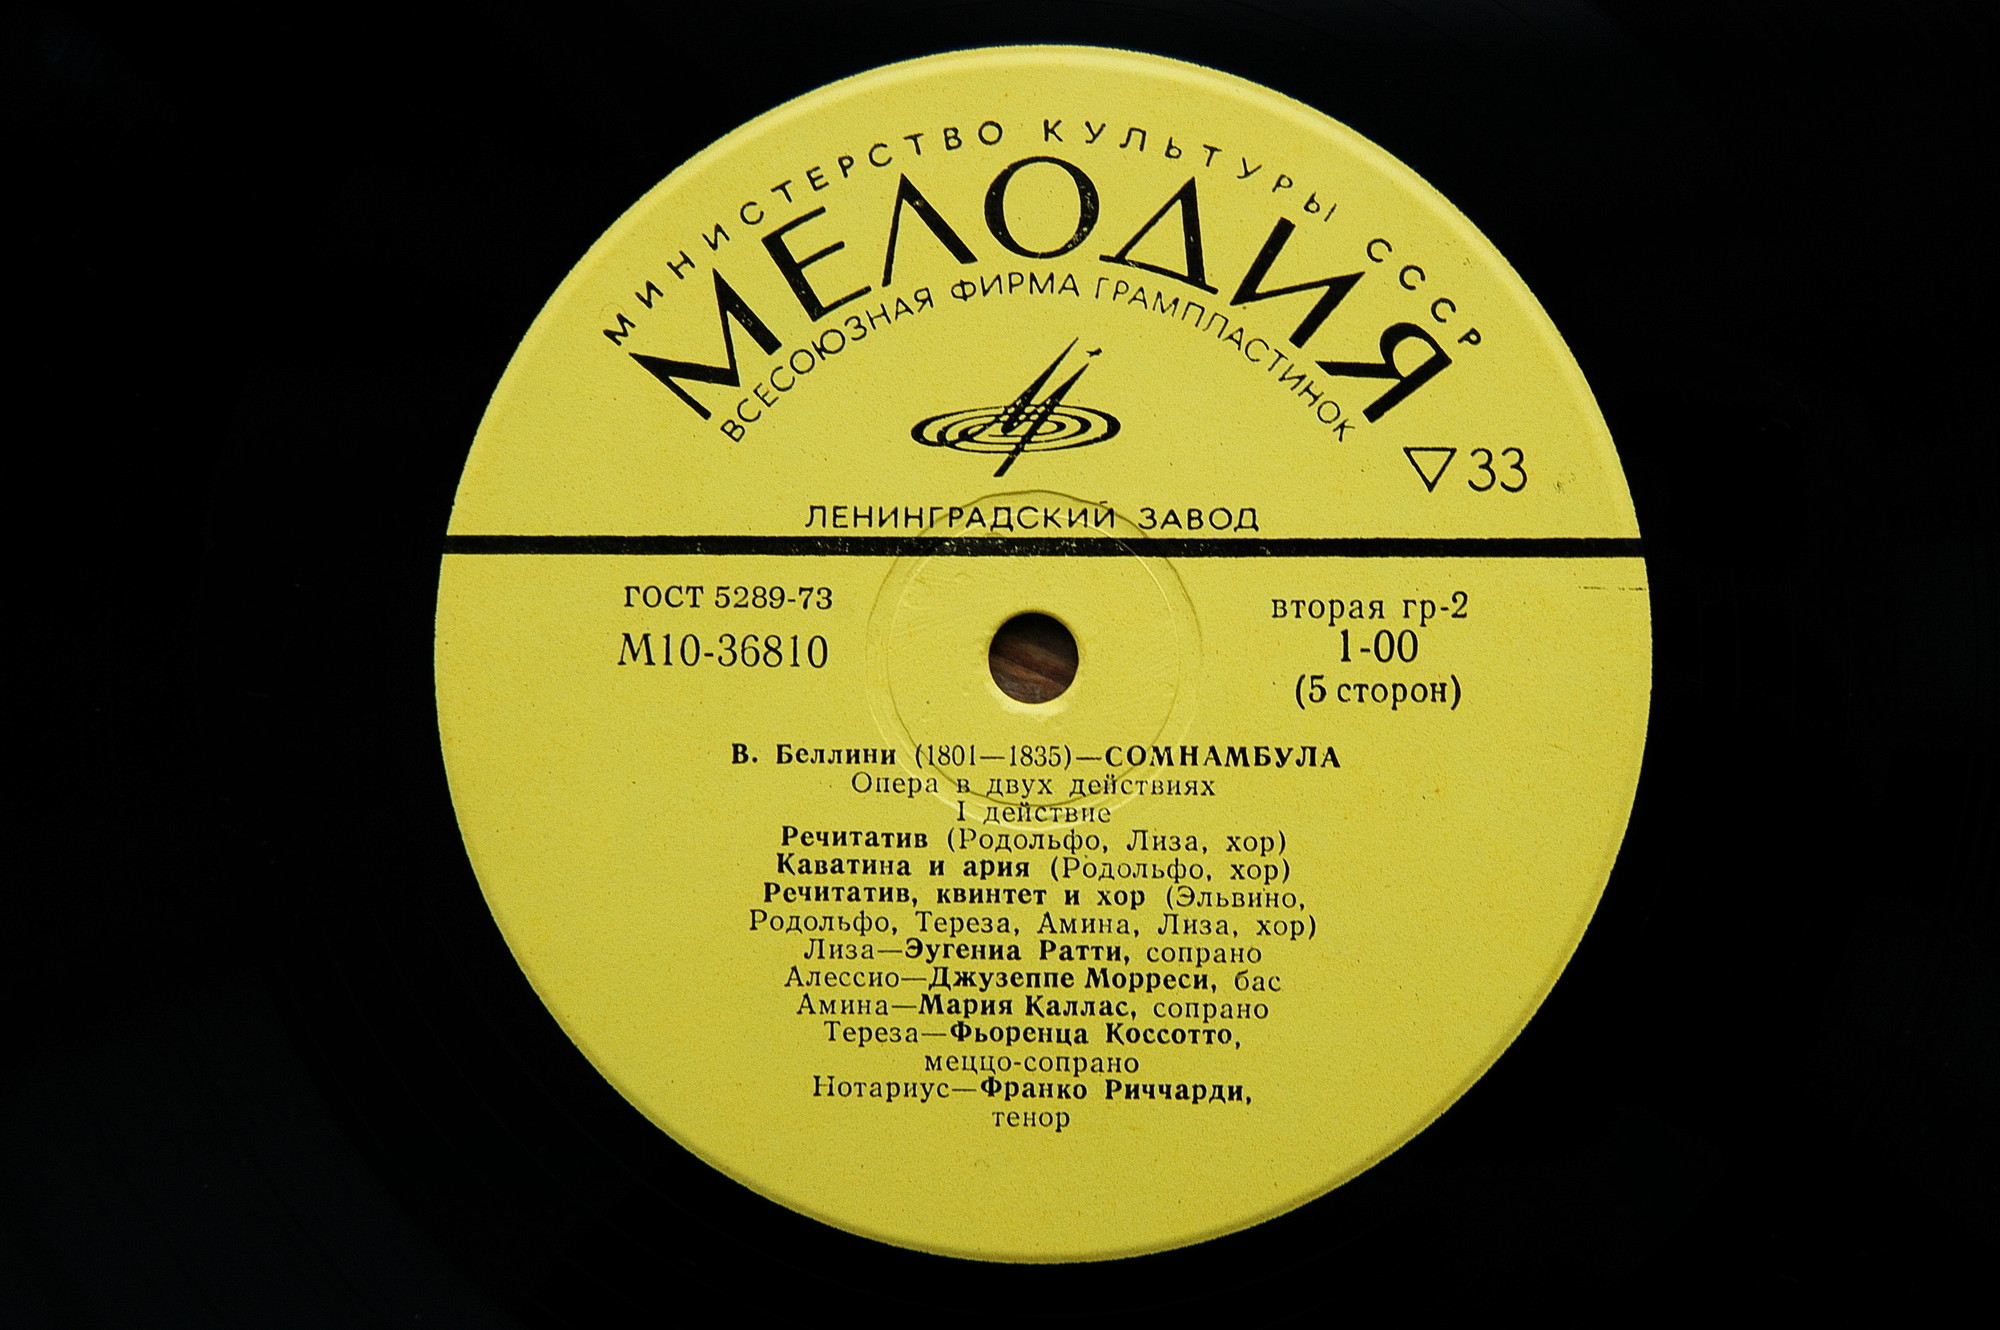 МИНИСТЕРСТВО КУЛЬТУРЫ СССР
МЕЛОДИЯ
ВСЕСОЮЗНАЯ ФИРМА ГРАМПЛАСТИНОК
33
ЛЕНИНГРАДСКИЙ ЗАВОД
ГОСТ 5289-73
М10-36810
вторая гр-2
1-00
(5 сторон)
В. Беллини (1801—1835)—СОМНАМБУЛА
Опера в двух действиях
I действие
Речитатив (Родольфо, Лиза, хор)
Каватина и ария (Родольфо, хор)
Речитатив, квинтет и хор (Эльвино,
Родольфо, Тереза, Амина, Лиза, хор)
Лиза—Эугениа Ратти, сопрано
Алессио—Джузеппе Морреси, бас
Амина—Мария Каллас, сопрано
Тереза—Фьоренца Коссотто,
меццо-сопрано
Нотариус—Франко Риччарди,
тенор